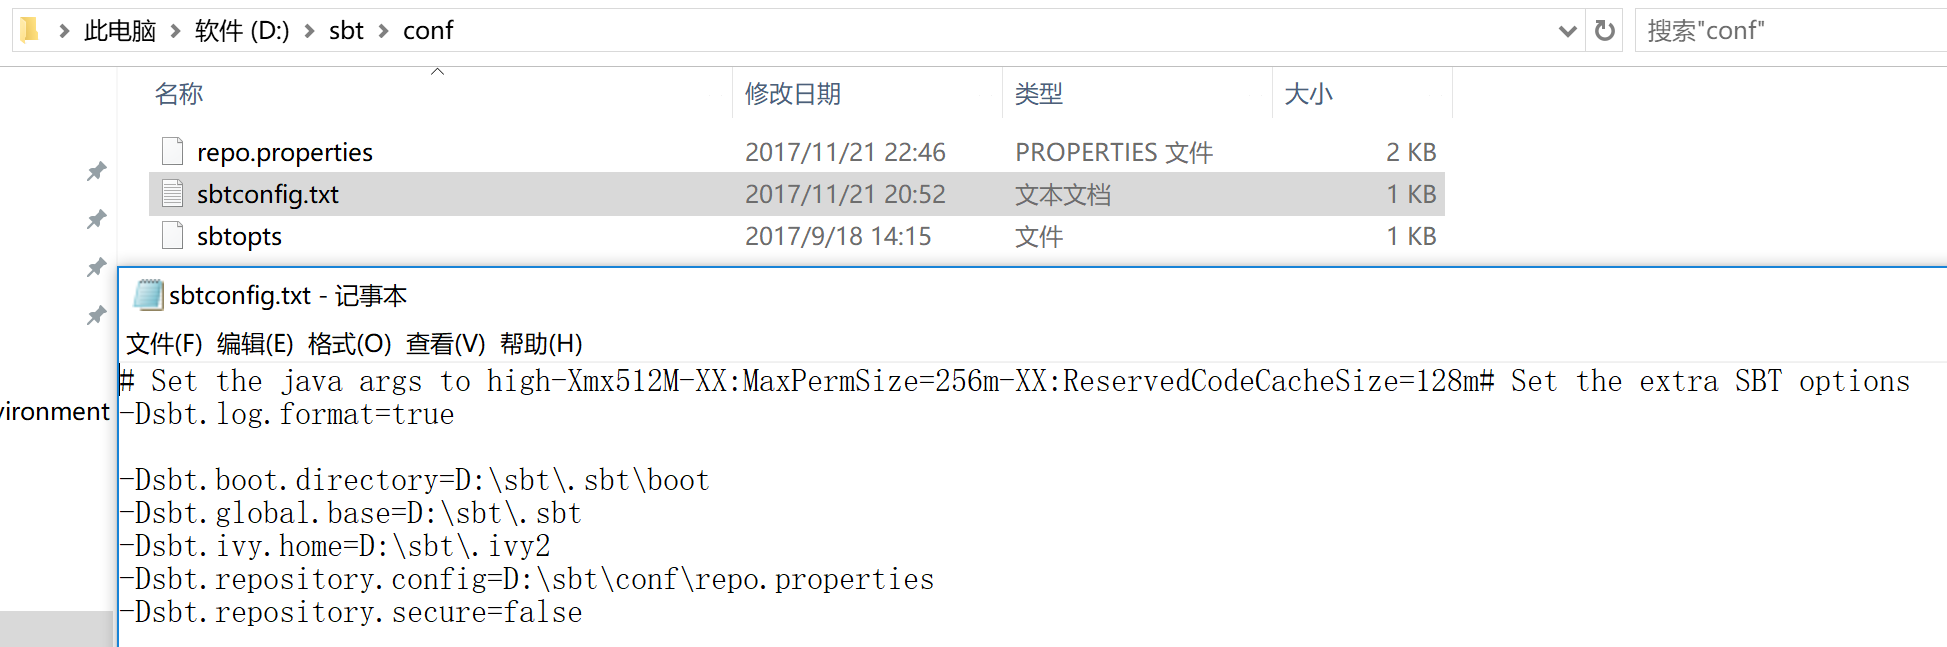 此电脑 软件 (D:) sbt conf 搜索"conf"
名称 修改日期 类型 大小
repo.properties 2017/11/21 22:46 PROPERTIES 文件 2 KB
sbtconfig.txt 2017/11/21 20:52 文本文档 1 KB
sbtopts 2017/9/18 14:15 文件 1 KB
sbtconfig.txt - 记事本
文件(F) 编辑(E) 格式(O) 查看(V) 帮助(H)
# Set the java args to high-Xmx512M-XX:MaxPermSize=256m-XX:ReservedCodeCacheSize=128m# Set the extra SBT options
vironment
-Dsbt.log.format=true
-Dsbt.boot.directory=D:\sbt\.sbt\boot
-Dsbt.global.base=D:\sbt\.sbt
-Dsbt.ivy.home=D:\sbt\.ivy2
-Dsbt.repository.config=D:\sbt\conf\repo.properties
-Dsbt.repository.secure=false